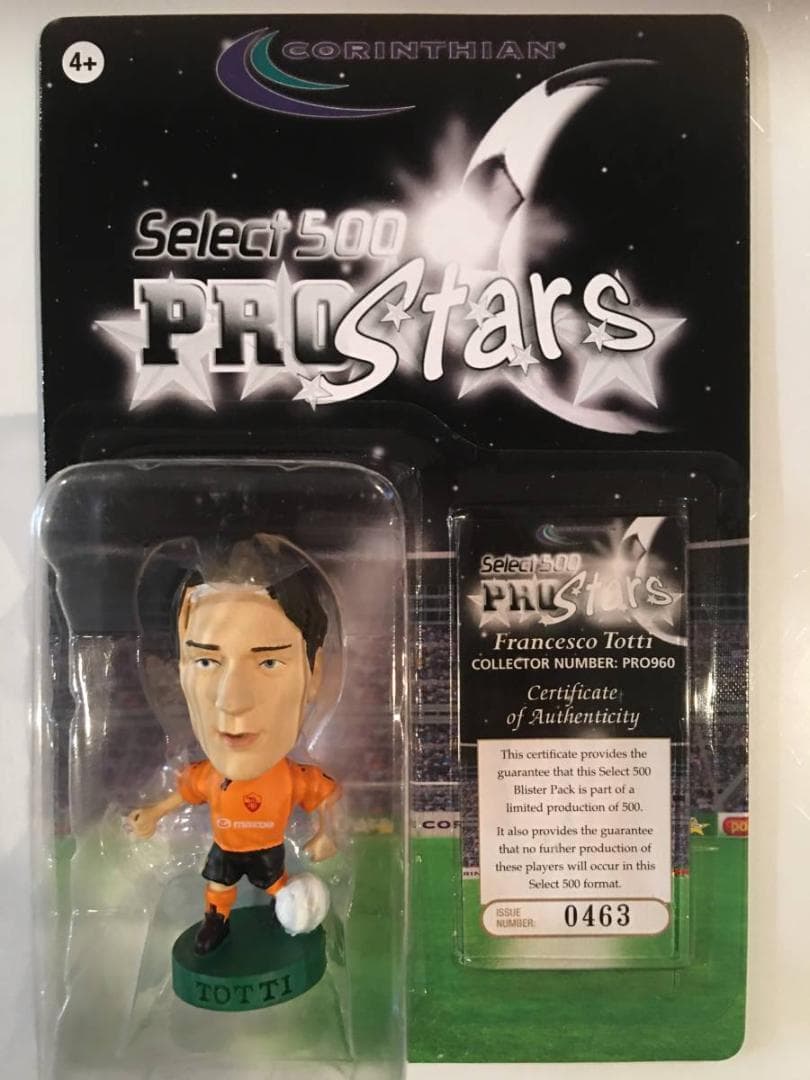 4+
CORINTHIAN
Select 500
PROStars
Select 500
PROStars
Francesco Totti
COLLECTOR NUMBER: PRO960
Certificate
of Authenticity
This certificate provides the
guarantee that this Select 500
Blister Pack is part of a
limited production of 500.
It also provides the guarantee
that no further production of
these players will occur in this
Select 500 format.
ISSUE
NUMBER: 0463
mazda
COR
TOTTI